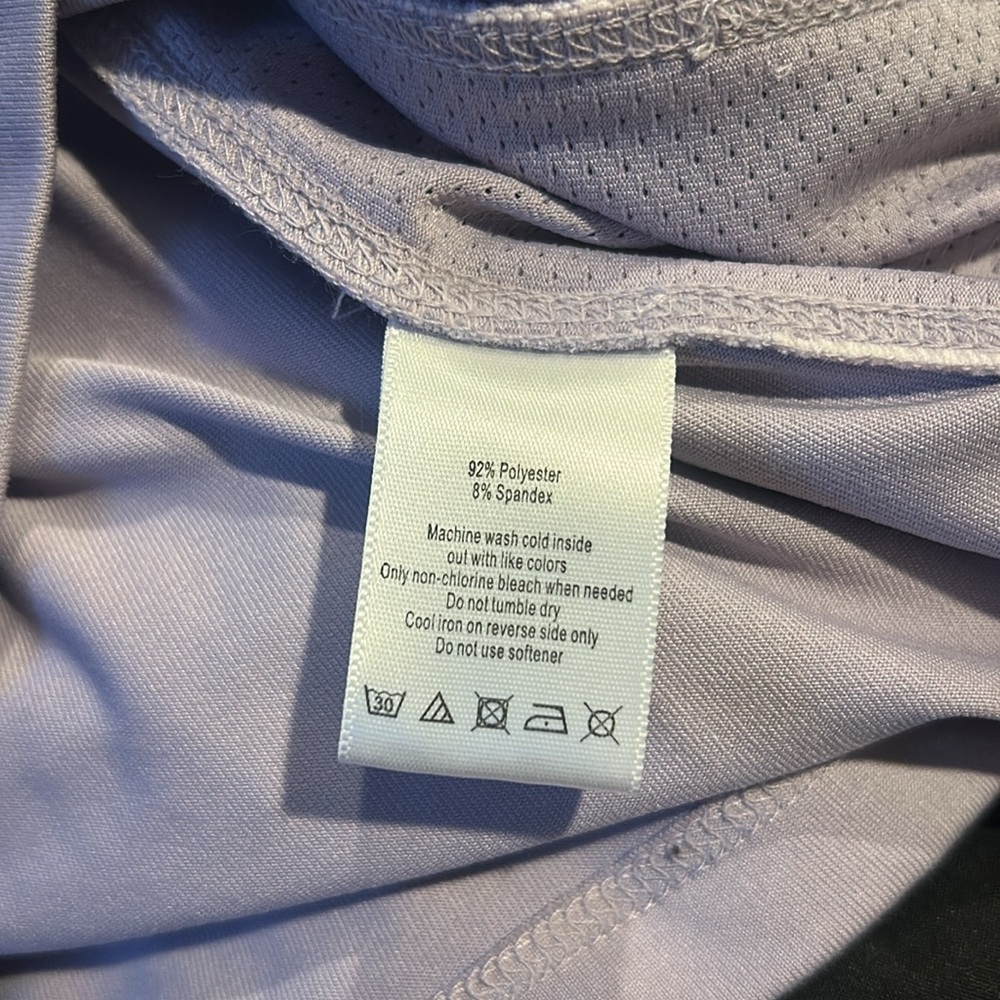 92% Polyester
8% Spandex
Machine wash cold inside
out with like colors
Only non-chlorine bleach when needed
Do not tumble dry
Cool iron on reverse side only
Do not use softener
30